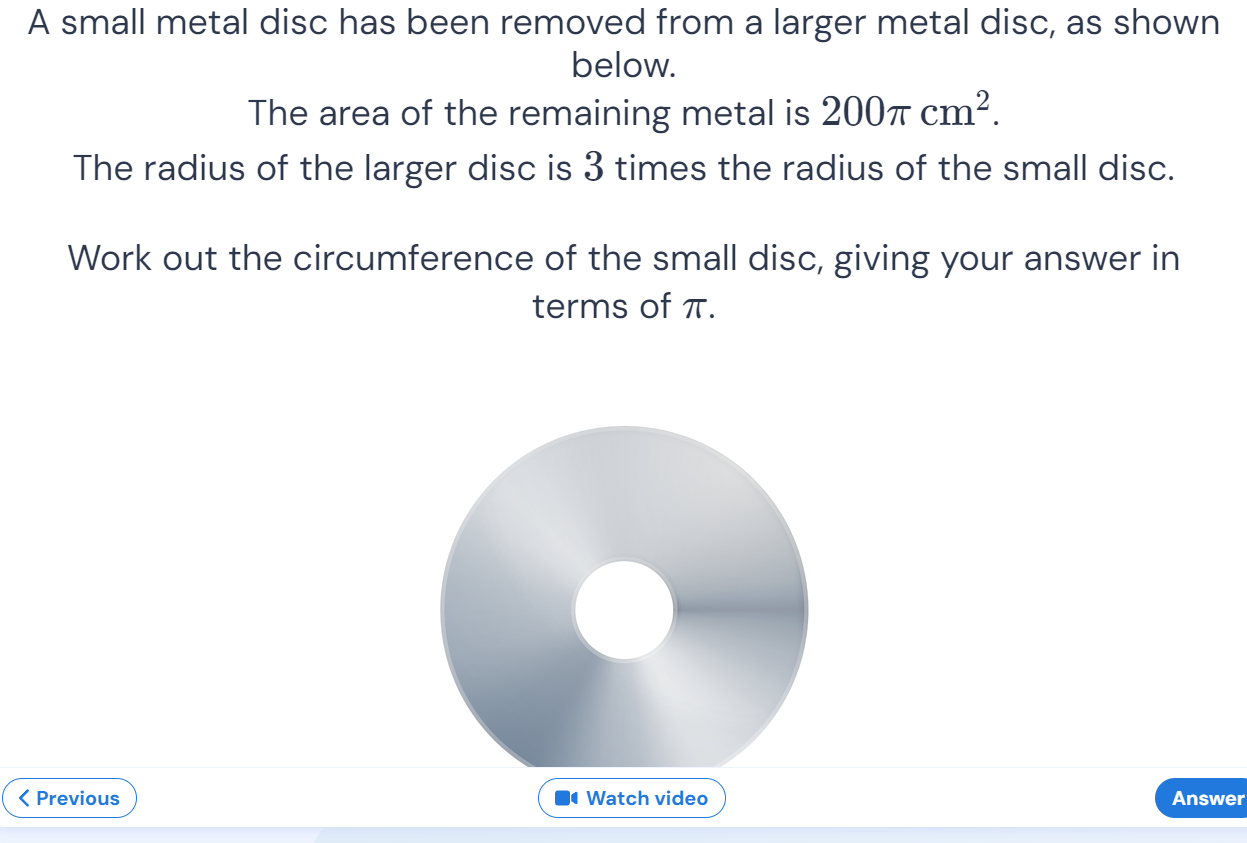 A small metal disc has been removed from a larger metal disc, as shown
below.
The area of the remaining metal is 200π cm².
The radius of the larger disc is 3 times the radius of the small disc.
Work out the circumference of the small disc, giving your answer in
terms of π.
Previous
Watch video
Answer